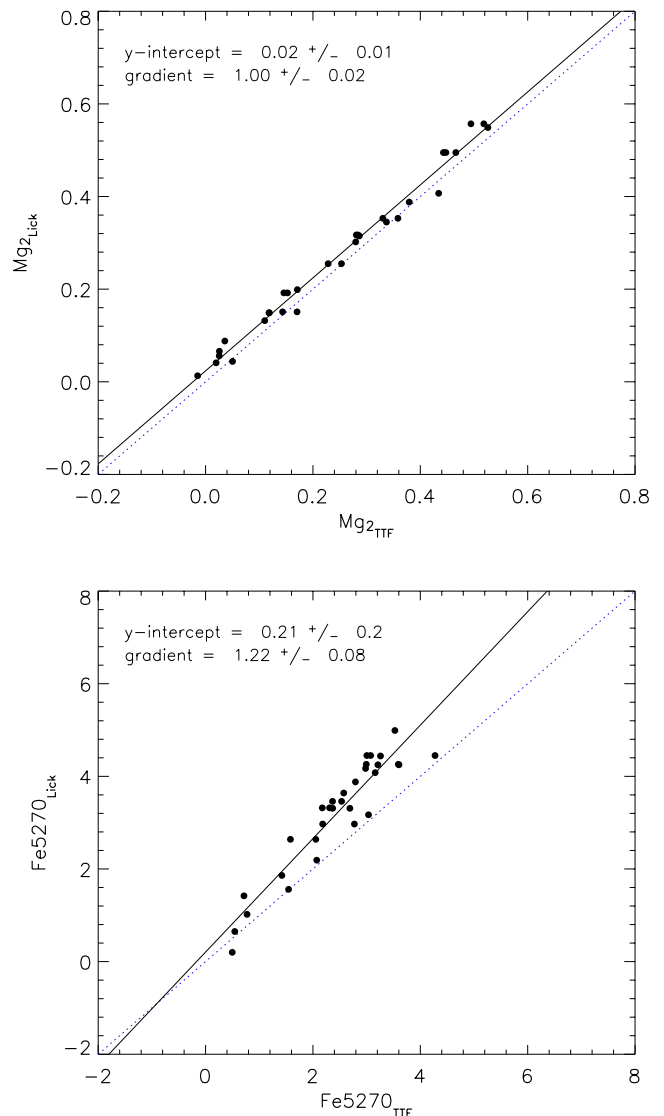 0.8
y-intercept = 0.02 +/- 0.01
gradient = 1.00 +/- 0.02
0.6
0.4
Mg2Lick
0.2
0.0
-0.2
-0.2 0.0 0.2 0.4 0.6 0.8
Mg2TTF
8
y-intercept = 0.21 +/- 0.2
gradient = 1.22 +/- 0.08
6
4
Fe5270Lick
2
0
-2
-2 0 2 4 6 8
Fe5270TTF